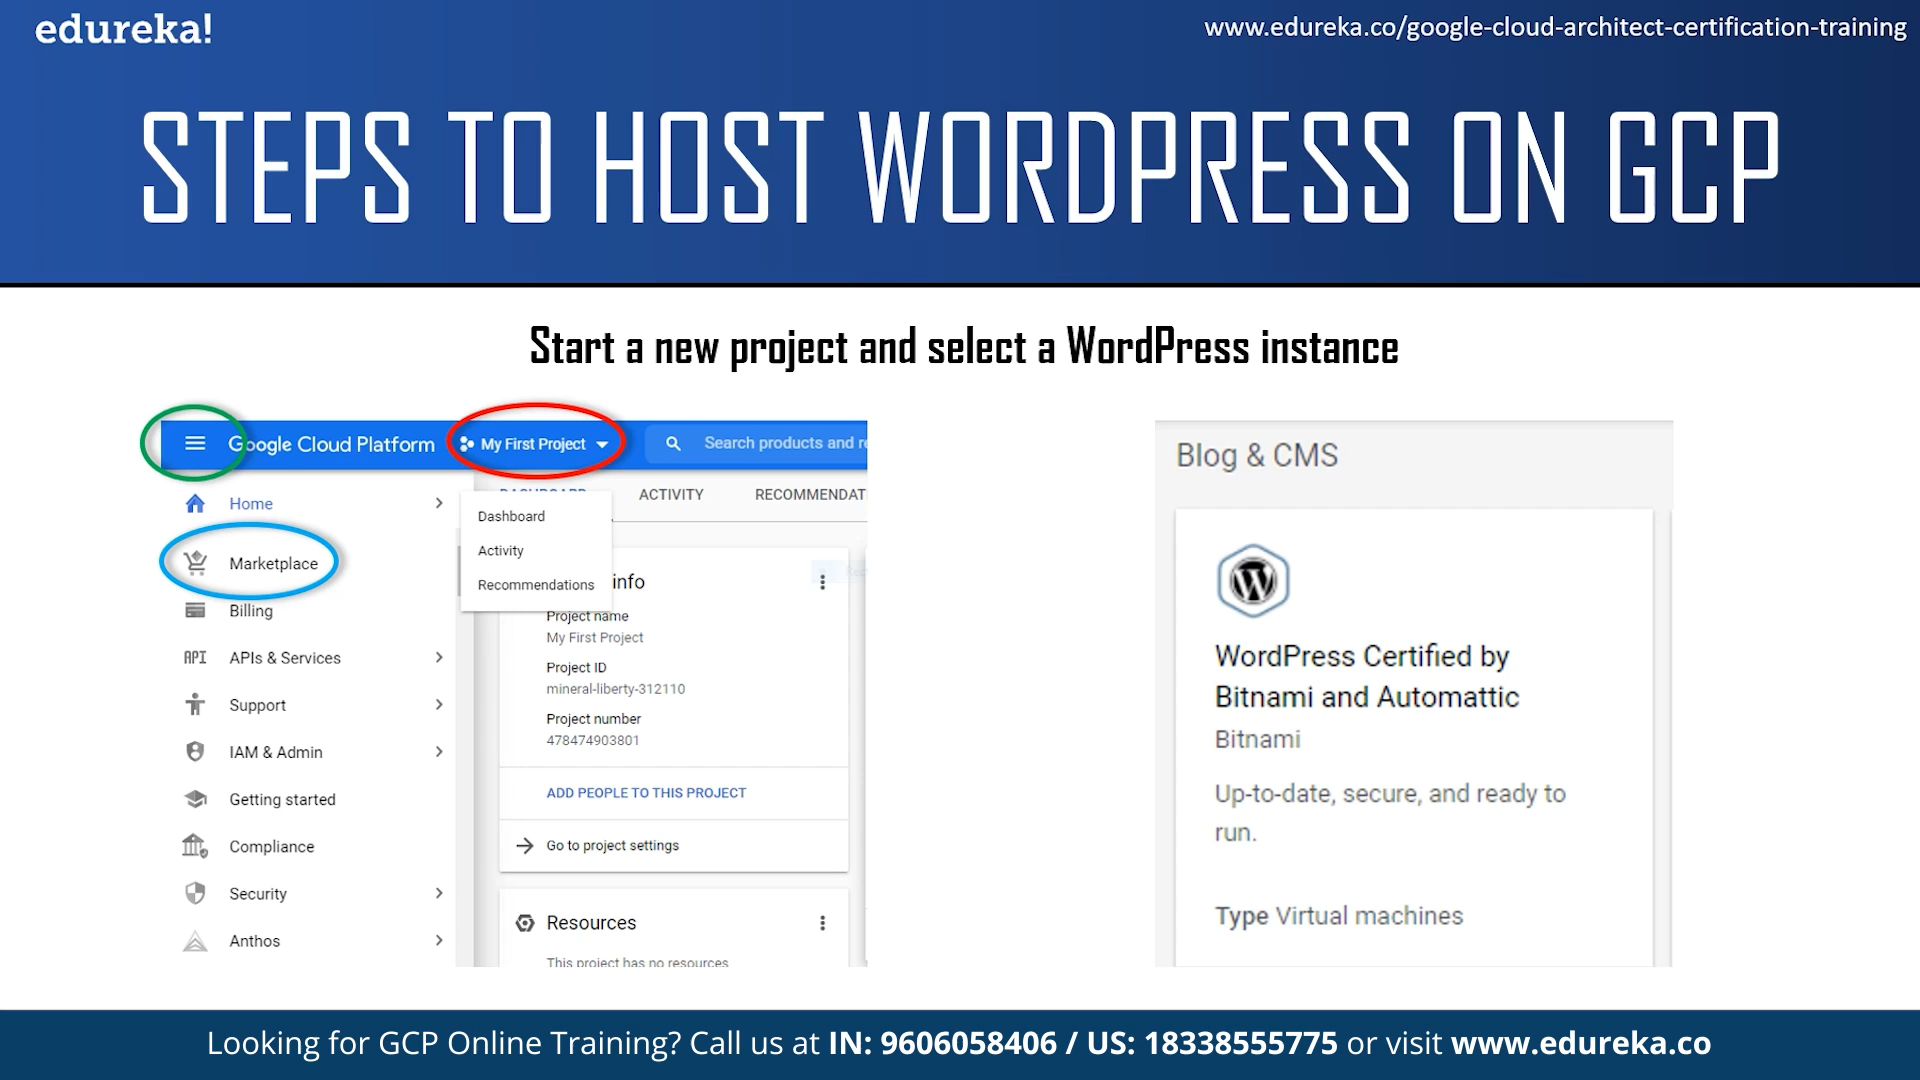 edureka!
www.edureka.co/google-cloud-architect-certification-training
STEPS TO HOST WORDPRESS ON GCP
Start a new project and select a WordPress instance
Google Cloud Platform
My First Project
Search products and
Home
Marketplace
Billing
API
APIs & Services
Support
IAM & Admin
Getting started
Compliance
Security
Anthos
ACTIVITY
RECOMMENDAT
Dashboard
Activity
Recommendations
info
Project name
My First Project
Project ID
mineral-liberty-312110
Project number
478474903801
ADD PEOPLE TO THIS PROJECT
Go to project settings
Resources
This project has no resources
Blog & CMS
WordPress Certified by
Bitnami and Automattic
Bitnami
Up-to-date, secure, and ready to
run.
Type Virtual machines
Looking for GCP Online Training? Call us at IN: 9606058406 / US: 18338555775 or visit www.edureka.co